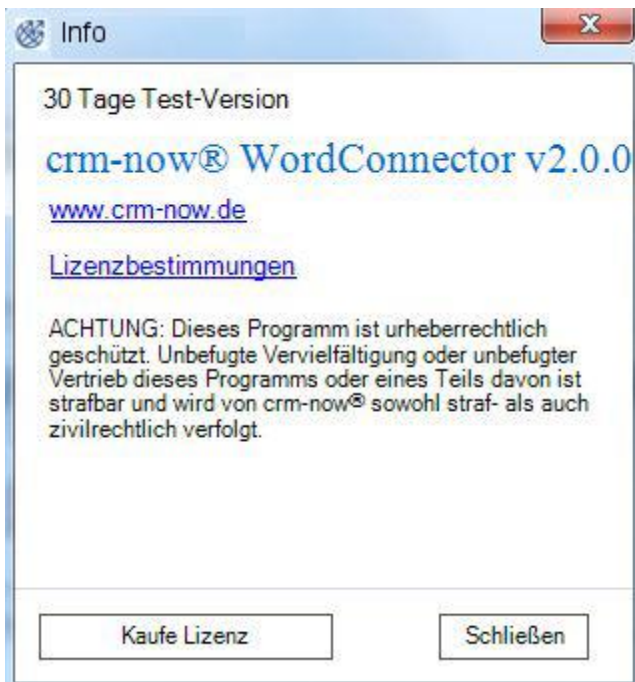 Info
30 Tage Test-Version
crm-now® WordConnector v2.0.0
www.crm-now.de
Lizenzbestimmungen
ACHTUNG: Dieses Programm ist urheberrechtlich
geschützt. Unbefugte Vervielfältigung oder unbefugter
Vertrieb dieses Programms oder eines Teils davon ist
strafbar und wird von crm-now® sowohl straf- als auch
zivilrechtlich verfolgt.
Kaufe Lizenz
Schließen